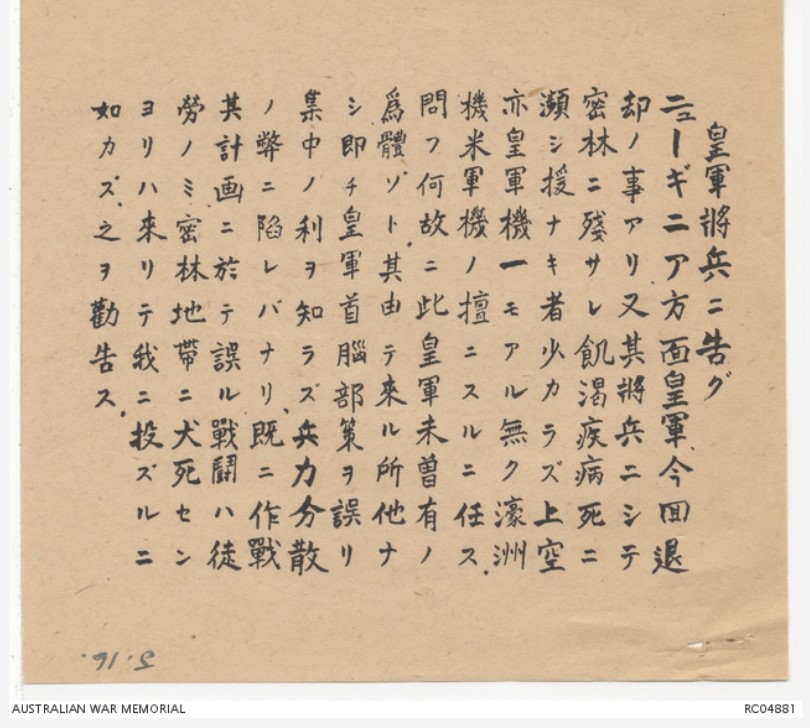 皇軍將兵ニ告グ
ニューギニア方面皇軍、今回退
却ノ事アリ又其將兵ニシテ
密林ニ殘サレ飢渇疾病死ニ
瀕シ援ナキ者少カラズ上空
亦皇軍機一モアル無ク濠洲
機米軍機ノ擅ニスルニ任ス、
問フ何故ニ此皇軍未曾有ノ
爲體ゾト、其由テ來ル所他ナ
シ即チ皇軍首腦部策ヲ誤リ
集中ノ利ヲ知ラズ兵力分散
ノ弊ニ陷レバナリ、既ニ作戰
其計画ニ於テ誤ル戰鬪ハ徒
勞ノミ密林地帶ニ犬死セン
ヨリハ來リテ我ニ投ズルニ
如カズ、之ヲ勸告ス、
J.91.
AUSTRALIAN WAR MEMORIAL
RC04881